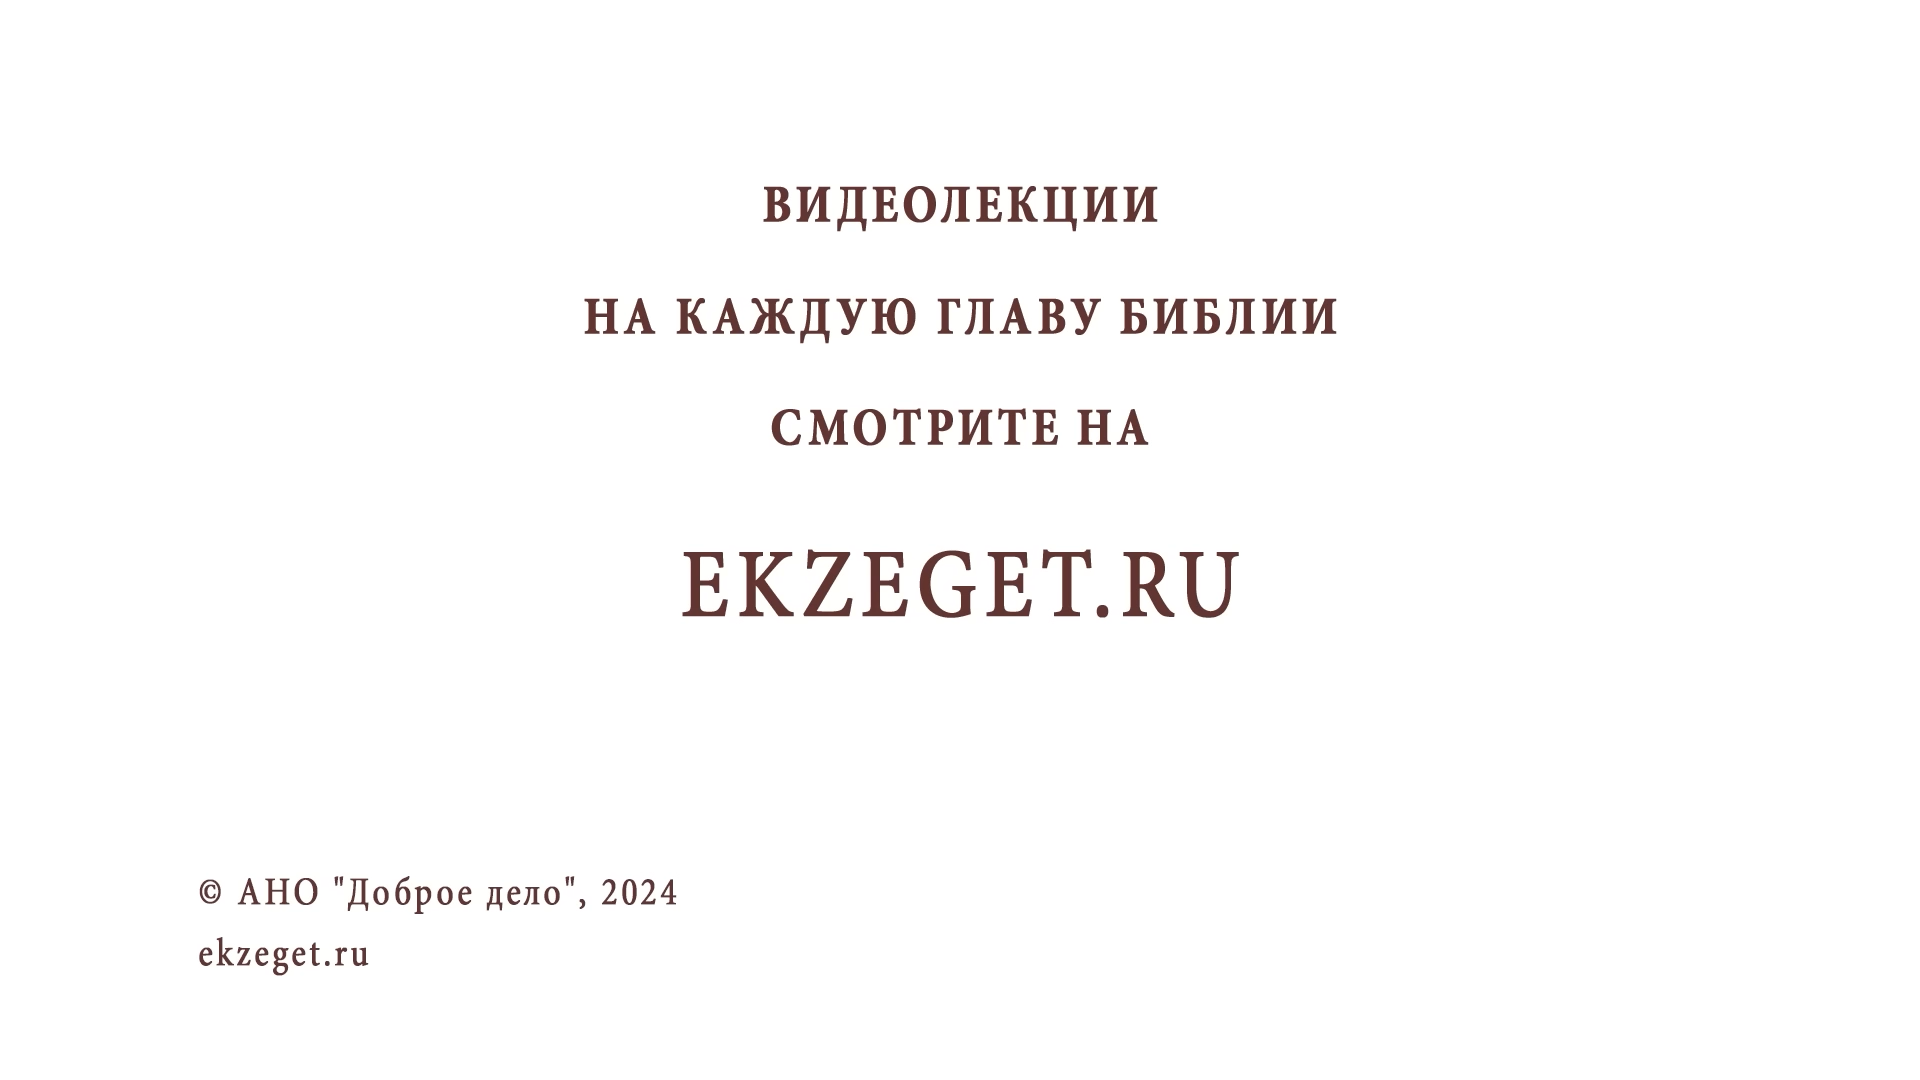 ВИДЕОЛЕКЦИИ
НА КАЖДУЮ ГЛАВУ БИБЛИИ
СМОТРИТЕ НА
EKZEGET.RU
© АНО "Доброе дело", 2024
ekzeget.ru